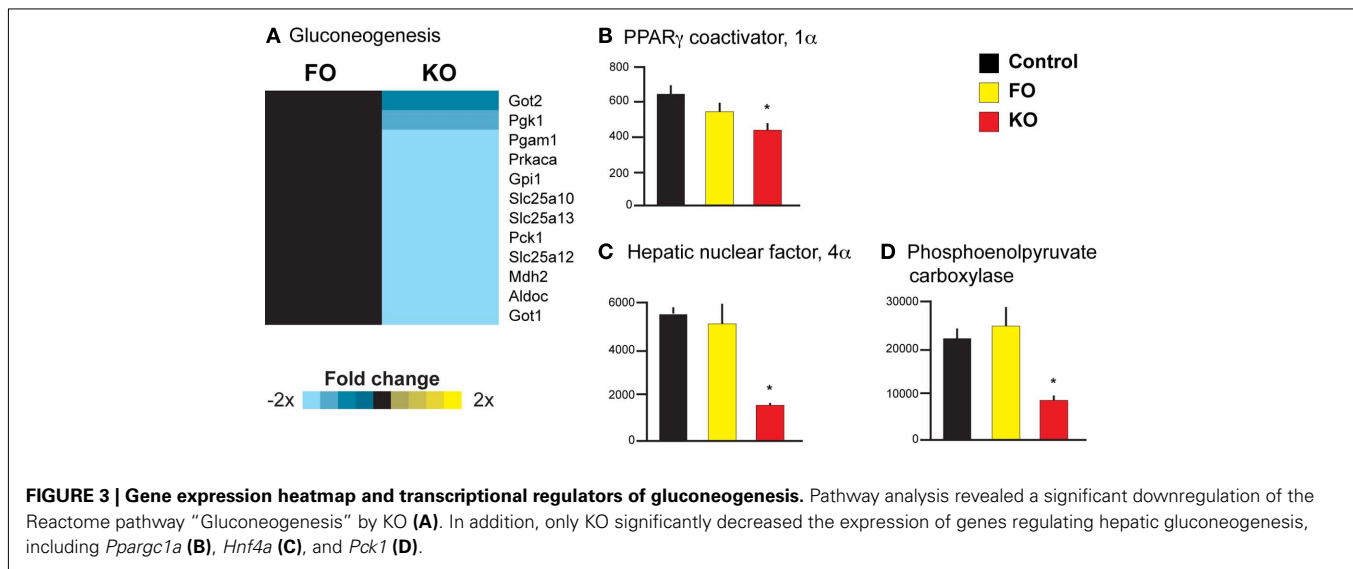 A Gluconeogenesis
FO KO
Got2
Pgk1
Pgam1
Prkaca
Gpi1
Slc25a10
Slc25a13
Pck1
Slc25a12
Mdh2
Aldoc
Got1
Fold change
-2x 2x
B PPARγ coactivator, 1α
800
600
400
200
0
*
Control
FO
KO
C Hepatic nuclear factor, 4α
6000
4000
2000
0
*
D Phosphoenolpyruvate
carboxylase
30000
20000
10000
0
*
FIGURE 3 | Gene expression heatmap and transcriptional regulators of gluconeogenesis. Pathway analysis revealed a significant downregulation of the
Reactome pathway “Gluconeogenesis” by KO (A). In addition, only KO significantly decreased the expression of genes regulating hepatic gluconeogenesis,
including Ppargc1a (B), Hnf4a (C), and Pck1 (D).